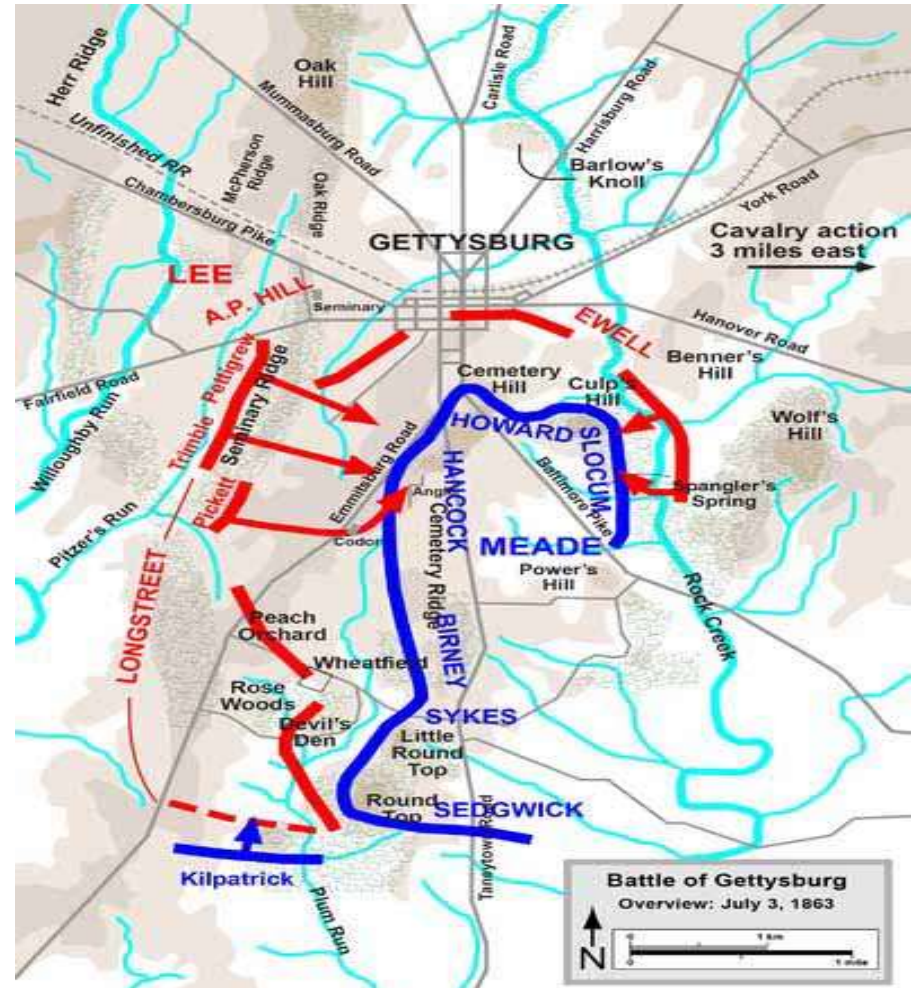 Herr Ridge
Oak
Hill
Carlisle Road
Mummasburg Road
Harrisburg Road
Unfinished RR
McPherson
Ridge
Oak Ridge
Barlow's
Knoll
Chambersburg Pike
York Road
GETTYSBURG
Cavalry action
3 miles east
LEE
A.P. HILL
Seminary
EWELL
Hanover Road
Benner's
Hill
Fairfield Road
Willoughby Run
Trimble Pettigrew
Seminary Ridge
Cemetery
Hill
Culp's
Hill
Wolf's
Hill
HOWARD
SLOCUM
HANCOCK
Emmitsburg Road
Baltimore Pike
Spangler's
Spring
Pickett
Pitzer's Run
Cemetery Ridge
MEADE
Power's
Hill
LONGSTREET
Rock Creek
Peach
Orchard
BIRNEY
Wheatfield
Rose
Woods
Devil's
Den
SYKES
Little
Round
Top
Round
Top
SEDGWICK
Taneytown Road
Kilpatrick
Plum Run
Battle of Gettysburg
Overview: July 3, 1863
N
0 1 km
0 1 mile